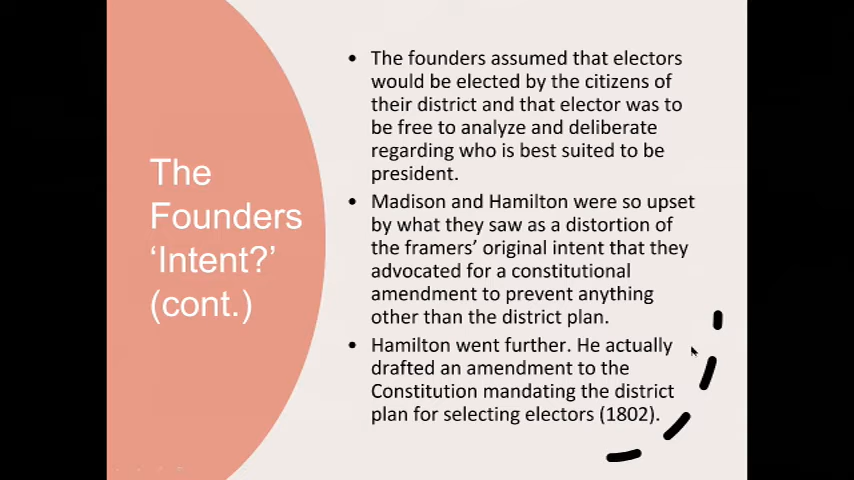 The
Founders
‘Intent?’
(cont.)
• The founders assumed that electors
would be elected by the citizens of
their district and that elector was to
be free to analyze and deliberate
regarding who is best suited to be
president.
• Madison and Hamilton were so upset
by what they saw as a distortion of
the framers’ original intent that they
advocated for a constitutional
amendment to prevent anything
other than the district plan.
• Hamilton went further. He actually
drafted an amendment to the
Constitution mandating the district
plan for selecting electors (1802).